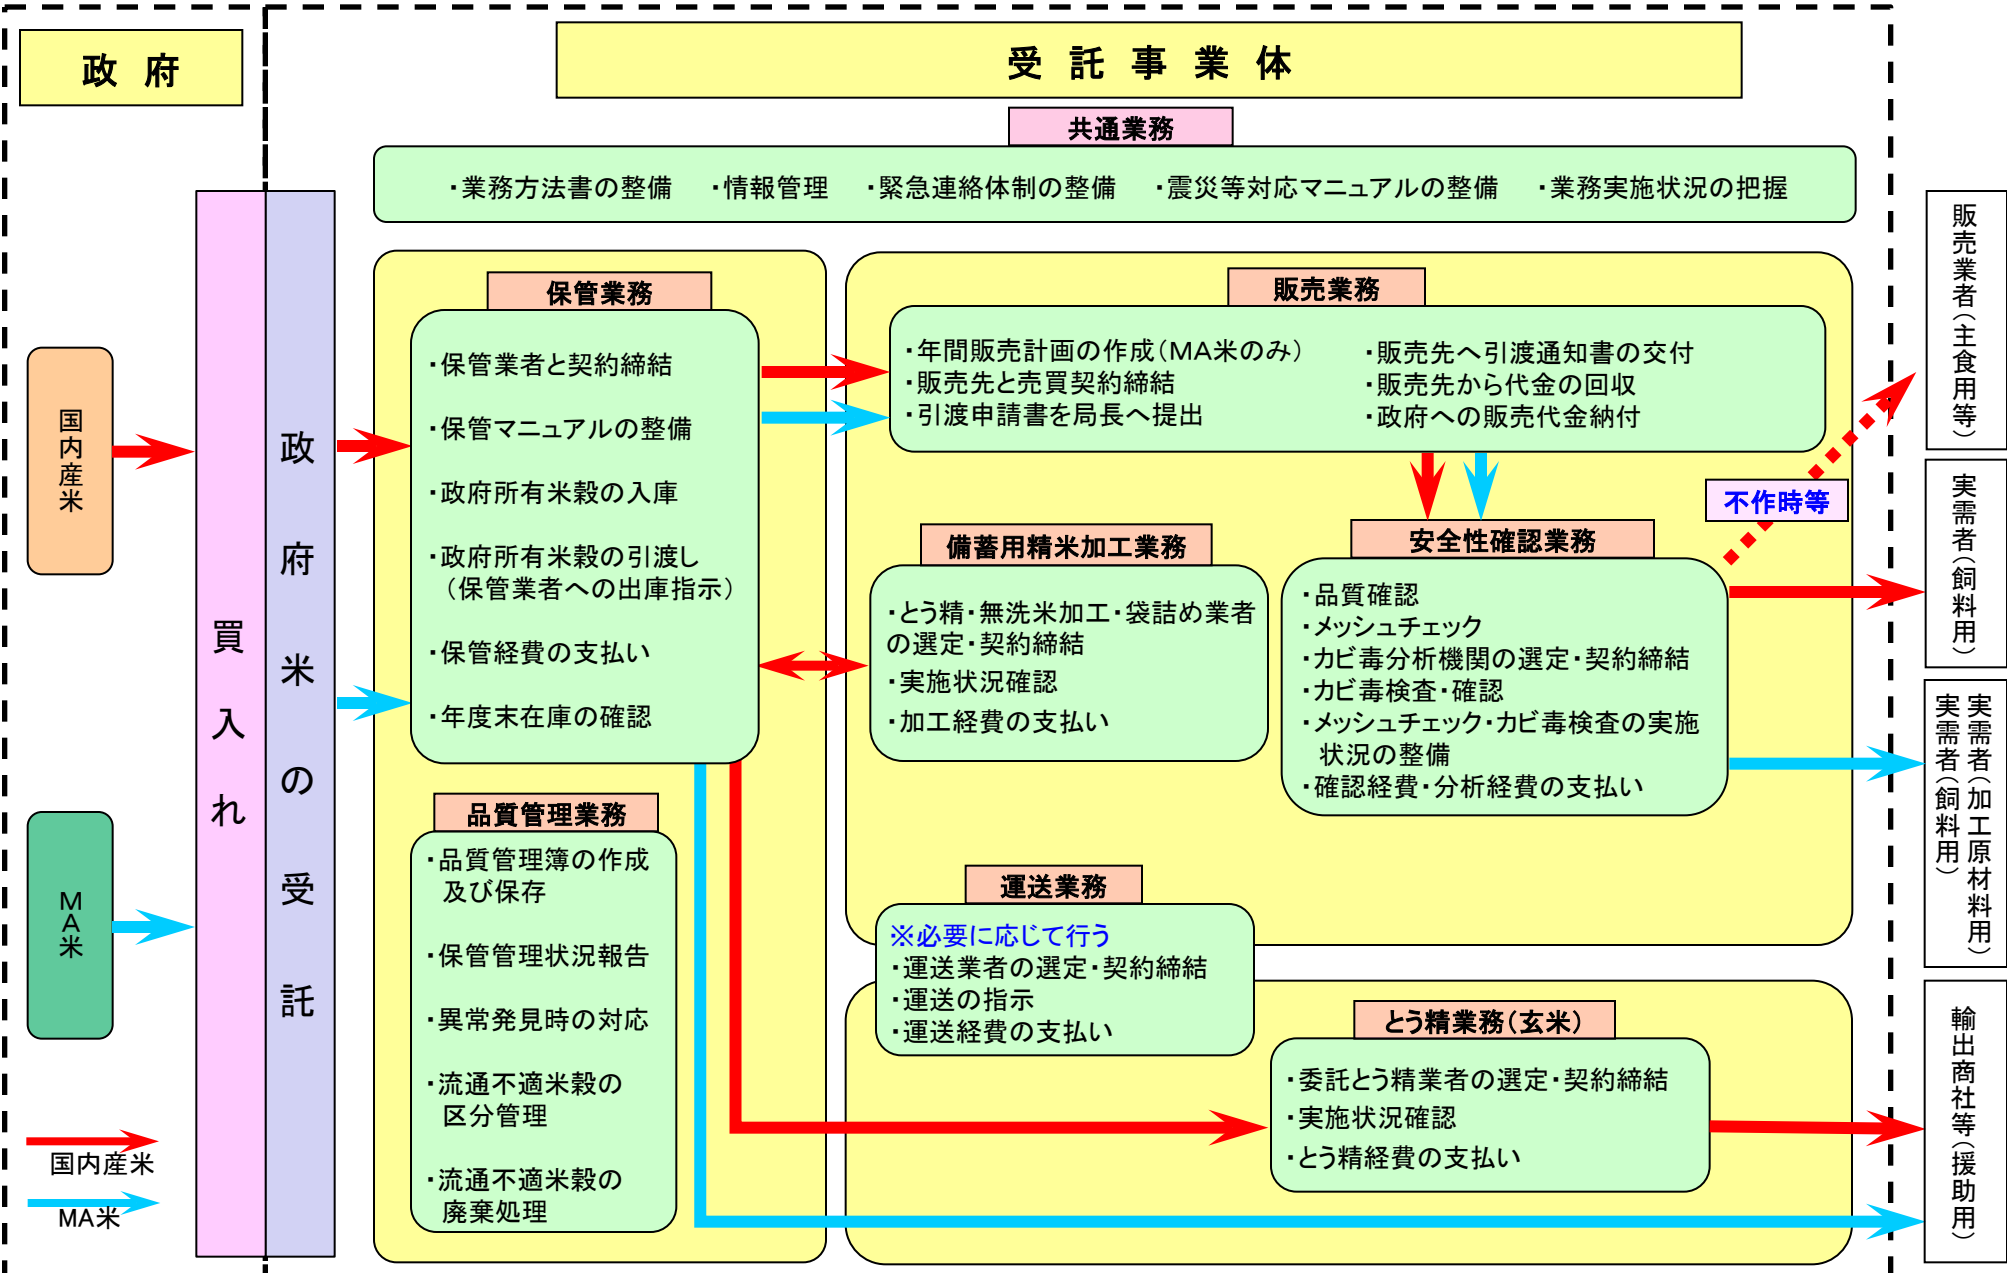 政府
受託事業体
共通業務
・業務方法書の整備　・情報管理　・緊急連絡体制の整備　・震災等対応マニュアルの整備　・業務実施状況の把握
国内産米
MA米
買入れ
政府米の受託
保管業務
・保管業者と契約締結
・保管マニュアルの整備
・政府所有米穀の入庫
・政府所有米穀の引渡し
（保管業者への出庫指示）
・保管経費の支払い
・年度末在庫の確認
品質管理業務
・品質管理簿の作成
及び保存
・保管管理状況報告
・異常発見時の対応
・流通不適米穀の
区分管理
・流通不適米穀の
廃棄処理
販売業務
・年間販売計画の作成（MA米のみ）
・販売先と売買契約締結
・引渡申請書を局長へ提出
・販売先へ引渡通知書の交付
・販売先から代金の回収
・政府への販売代金納付
備蓄用精米加工業務
・とう精・無洗米加工・袋詰め業者
の選定・契約締結
・実施状況確認
・加工経費の支払い
安全性確認業務
・品質確認
・メッシュチェック
・カビ毒分析機関の選定・契約締結
・カビ毒検査・確認
・メッシュチェック・カビ毒検査の実施
状況の整備
・確認経費・分析経費の支払い
不作時等
運送業務
※必要に応じて行う
・運送業者の選定・契約締結
・運送の指示
・運送経費の支払い
とう精業務（玄米）
・委託とう精業者の選定・契約締結
・実施状況確認
・とう精経費の支払い
販売業者（主食用等）
実需者（飼料用）
実需者（加工原材料用）
実需者（飼料用）
輸出商社等（援助用）
国内産米
MA米